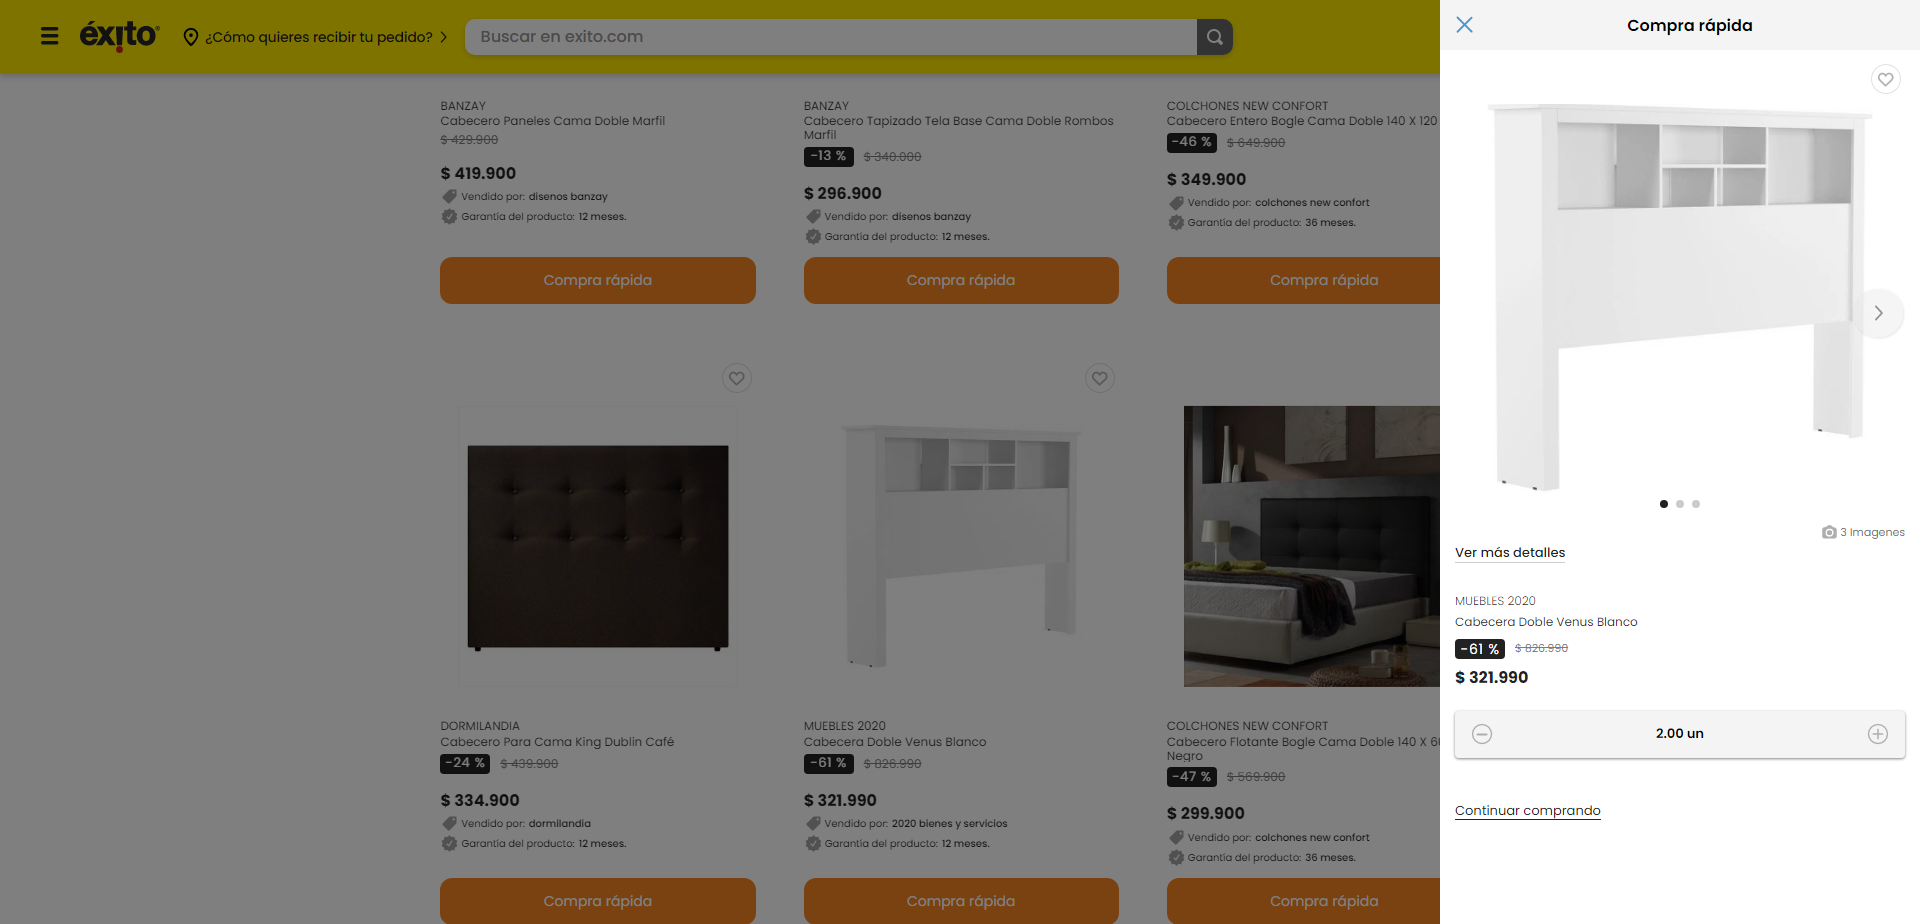 éxito
¿Cómo quieres recibir tu pedido?
Buscar en exito.com
BANZAY
Cabecero Paneles Cama Doble Marfil
$ 429.900
$ 419.900
Vendido por: disenos banzay
Garantía del producto: 12 meses.
Compra rápida
BANZAY
Cabecero Tapizado Tela Base Cama Doble Rombos
Marfil
-13 % $ 340.000
$ 296.900
Vendido por: disenos banzay
Garantía del producto: 12 meses.
Compra rápida
COLCHONES NEW CONFORT
Cabecero Entero Bogle Cama Doble 140 X 120
-46 % $ 649.900
$ 349.900
Vendido por: colchones new confort
Garantía del producto: 36 meses.
Compra rápida
DORMILANDIA
Cabecero Para Cama King Dublin Café
-24 % $ 439.900
$ 334.900
Vendido por: dormilandia
Garantía del producto: 12 meses.
Compra rápida
MUEBLES 2020
Cabecera Doble Venus Blanco
-61 % $ 826.990
$ 321.990
Vendido por: 2020 bienes y servicios
Garantía del producto: 12 meses.
Compra rápida
COLCHONES NEW CONFORT
Cabecero Flotante Bogle Cama Doble 140 X 60
Negro
-47 % $ 569.900
$ 299.900
Vendido por: colchones new confort
Garantía del producto: 36 meses.
Compra rápida
Compra rápida
3 Imagenes
Ver más detalles
MUEBLES 2020
Cabecera Doble Venus Blanco
-61 % $ 826.990
$ 321.990
2.00 un
Continuar comprando